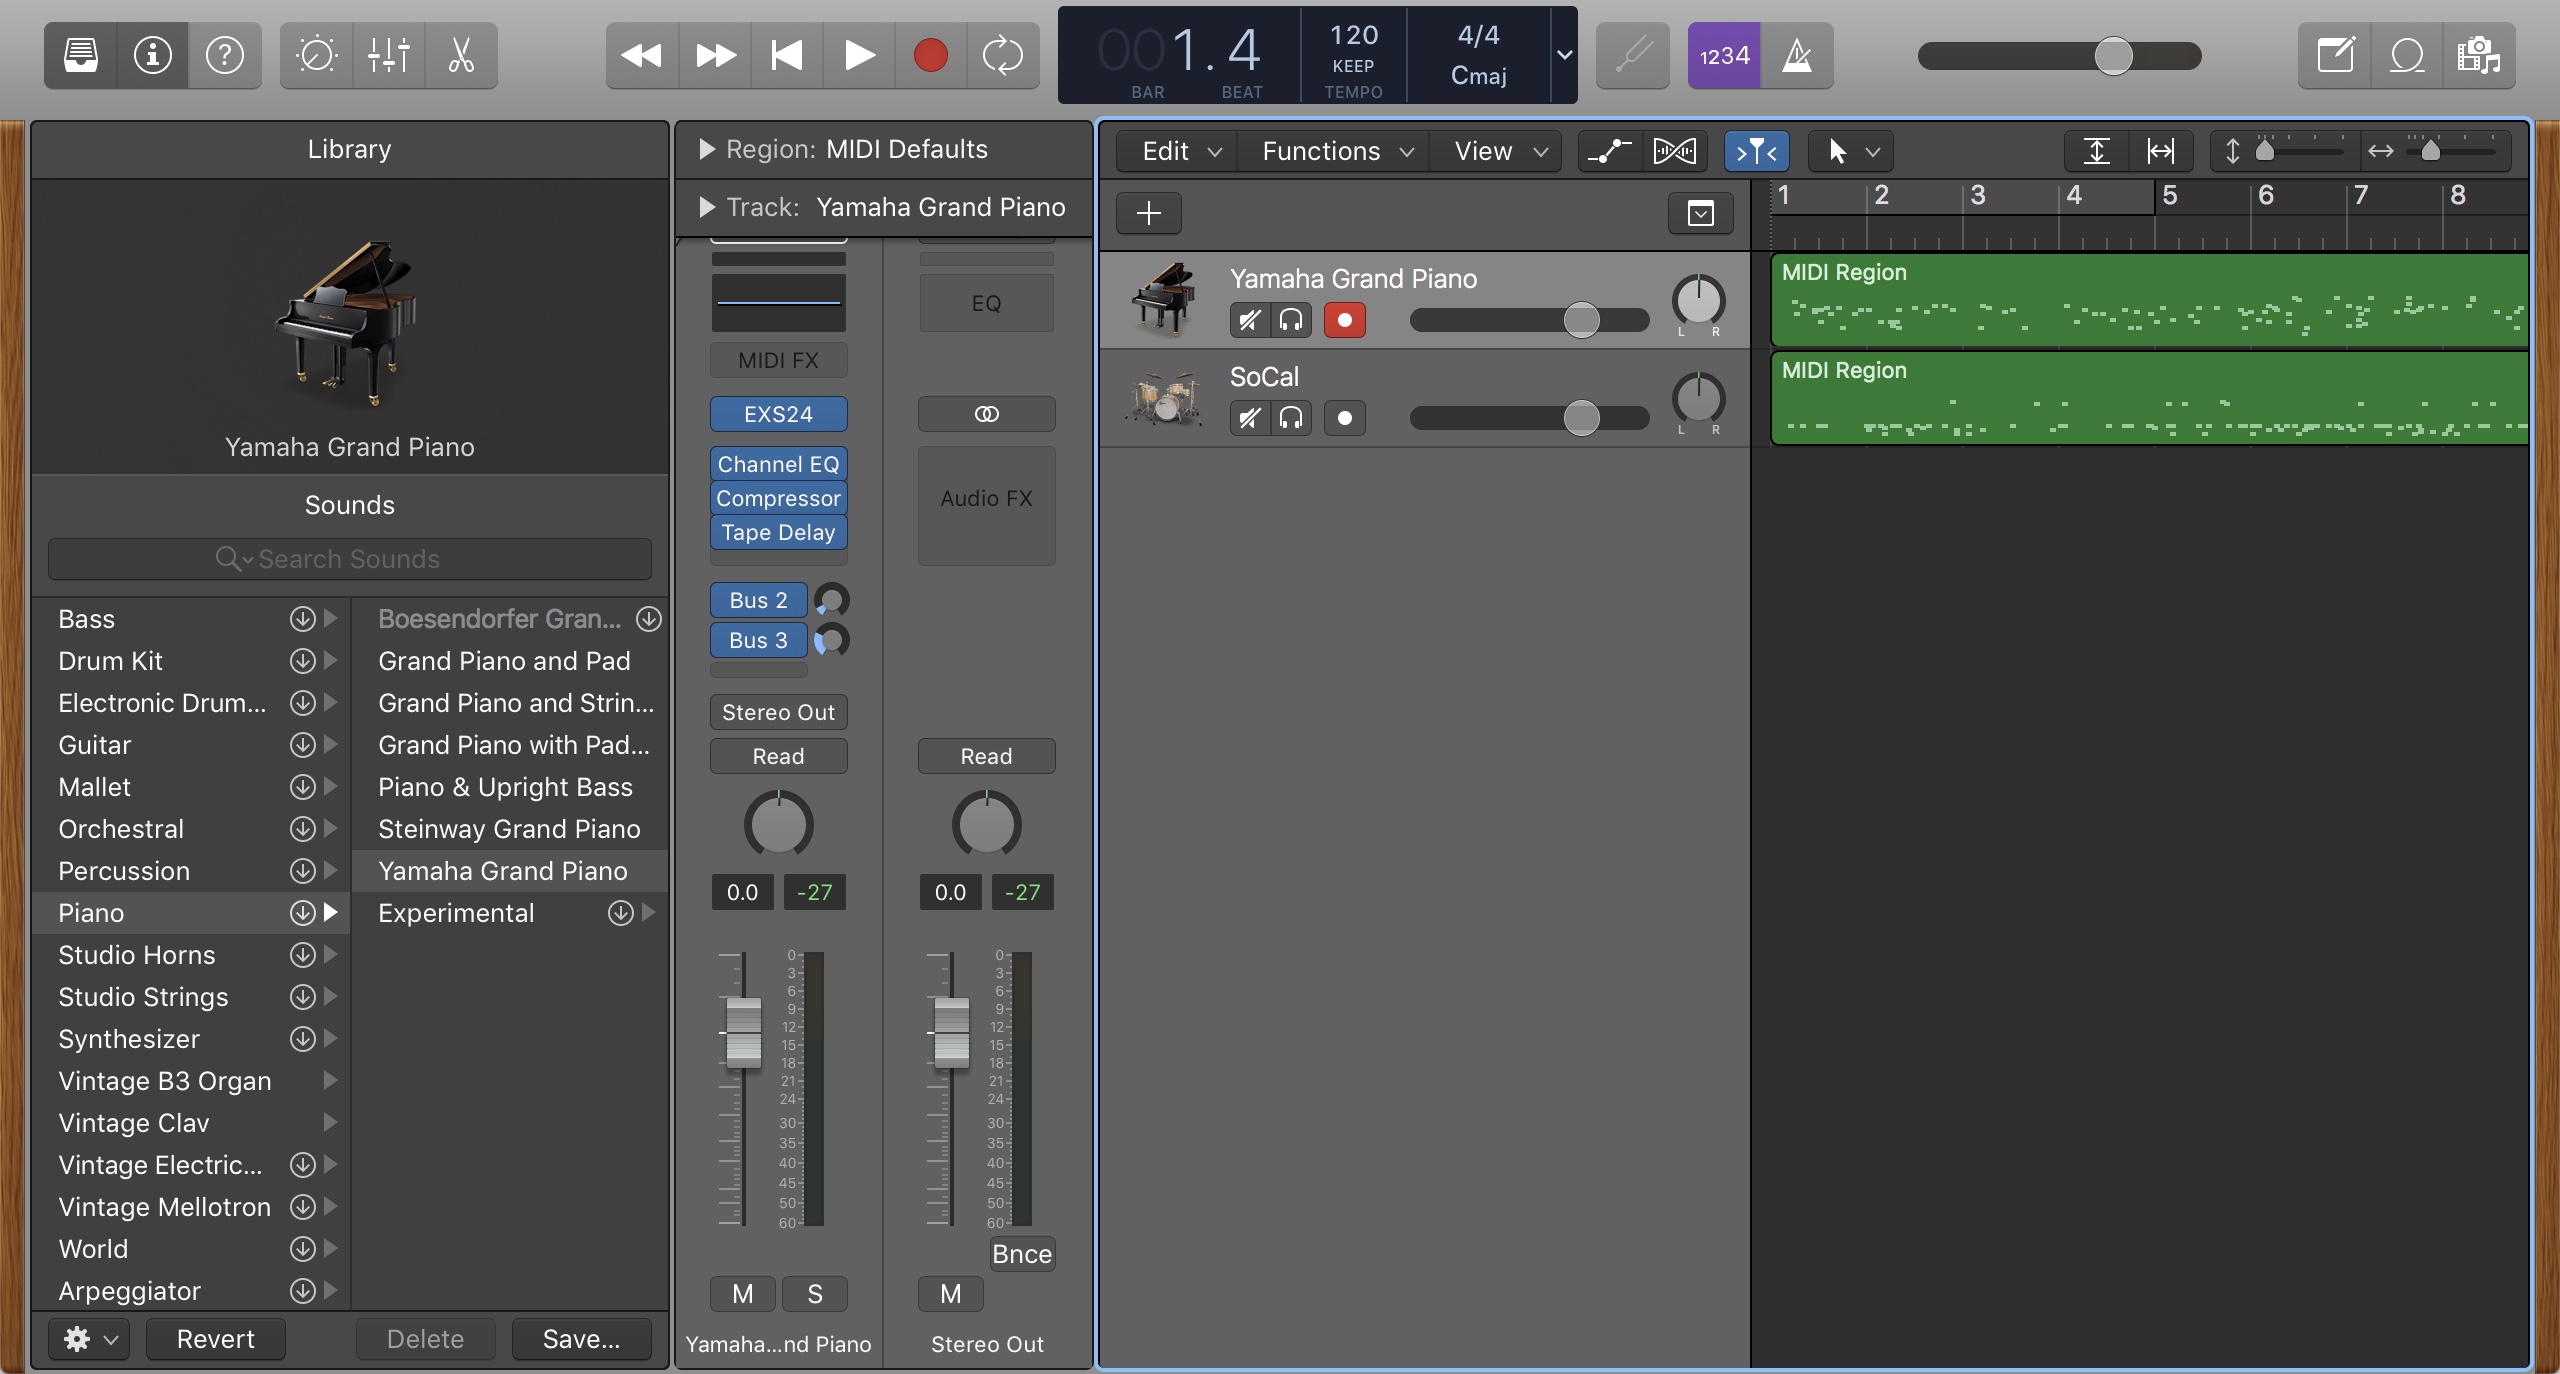 001.4
BAR BEAT
120
KEEP
TEMPO
4/4
Cmaj
1234
Library
Yamaha Grand Piano
Sounds
Search Sounds
Bass
Drum Kit
Electronic Drum...
Guitar
Mallet
Orchestral
Percussion
Piano
Studio Horns
Studio Strings
Synthesizer
Vintage B3 Organ
Vintage Clav
Vintage Electric...
Vintage Mellotron
World
Arpeggiator
Boesendorfer Gran...
Grand Piano and Pad
Grand Piano and Strin...
Grand Piano with Pad...
Piano & Upright Bass
Steinway Grand Piano
Yamaha Grand Piano
Experimental
Revert Delete Save...
Region: MIDI Defaults
Track: Yamaha Grand Piano
MIDI FX
EXS24
Channel EQ
Compressor
Tape Delay
Bus 2
Bus 3
Stereo Out
Read
0.0 -27
0
3
6
9
12
15
18
21
24
30
35
40
45
50
60
M S
Yamaha...nd Piano
EQ
Audio FX
Read
0.0 -27
0
3
6
9
12
15
18
21
24
30
35
40
45
50
60
Bnce
M
Stereo Out
Edit Functions View
1 2 3 4 5 6 7 8
Yamaha Grand Piano
L R
MIDI Region
SoCal
L R
MIDI Region